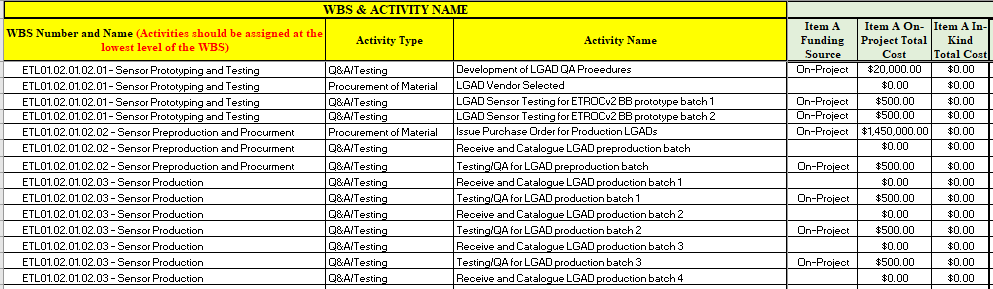 WBS & ACTIVITY NAME
WBS Number and Name (Activities should be assigned at the lowest level of the WBS) Activity Type Activity Name Item A Funding Source Item A On-Project Total Cost Item A In-Kind Total Cost
ETL01.02.01.02.01 - Sensor Prototyping and Testing Q&A/Testing Development of LGAD QA Proeedures On-Project $20,000.00 $0.00
ETL01.02.01.02.01 - Sensor Prototyping and Testing Procurement of Material LGAD Vendor Selected $0.00 $0.00
ETL01.02.01.02.01 - Sensor Prototyping and Testing Q&A/Testing LGAD Sensor Testing for ETROCv2 BB prototype batch 1 On-Project $500.00 $0.00
ETL01.02.01.02.01 - Sensor Prototyping and Testing Q&A/Testing LGAD Sensor Testing for ETROCv2 BB prototype batch 2 On-Project $500.00 $0.00
ETL01.02.01.02.02 - Sensor Preproduction and Procurment Procurement of Material Issue Purchase Order for Production LGADs On-Project $1,450,000.00 $0.00
ETL01.02.01.02.02 - Sensor Preproduction and Procurment Q&A/Testing Receive and Catalogue LGAD preproduction batch $0.00 $0.00
ETL01.02.01.02.02 - Sensor Preproduction and Procurment Q&A/Testing Testing/QA for LGAD preproduction batch On-Project $500.00 $0.00
ETL01.02.01.02.03 - Sensor Production Q&A/Testing Receive and Catalogue LGAD production batch 1 $0.00 $0.00
ETL01.02.01.02.03 - Sensor Production Q&A/Testing Testing/QA for LGAD production batch 1 On-Project $500.00 $0.00
ETL01.02.01.02.03 - Sensor Production Q&A/Testing Receive and Catalogue LGAD production batch 2 $0.00 $0.00
ETL01.02.01.02.03 - Sensor Production Q&A/Testing Testing/QA for LGAD production batch 2 On-Project $500.00 $0.00
ETL01.02.01.02.03 - Sensor Production Q&A/Testing Receive and Catalogue LGAD production batch 3 $0.00 $0.00
ETL01.02.01.02.03 - Sensor Production Q&A/Testing Testing/QA for LGAD production batch 3 On-Project $500.00 $0.00
ETL01.02.01.02.03 - Sensor Production Q&A/Testing Receive and Catalogue LGAD production batch 4 $0.00 $0.00